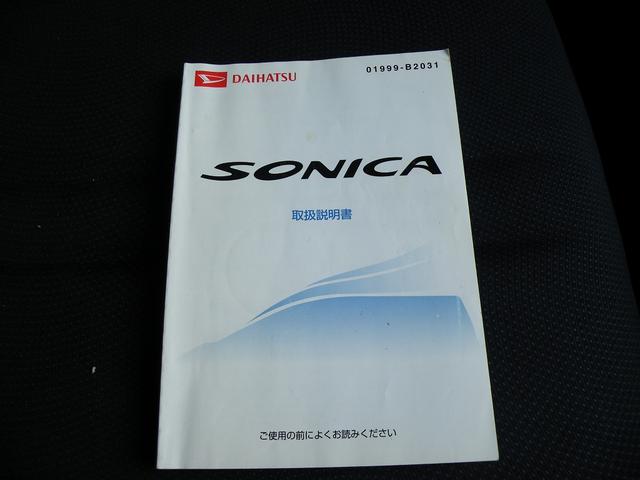 DAIHATSU
01999-B2031
SONICA
取扱説明書
ご使用の前によくお読みください